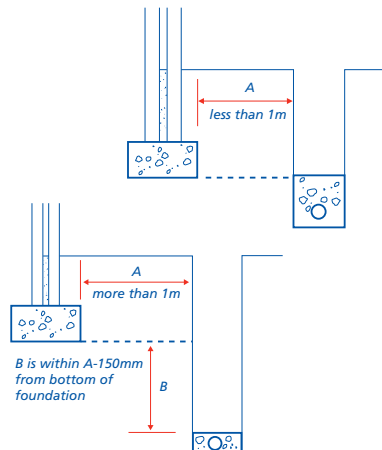 A
less than 1m
A
more than 1m
B is within A-150mm
from bottom of
foundation
B